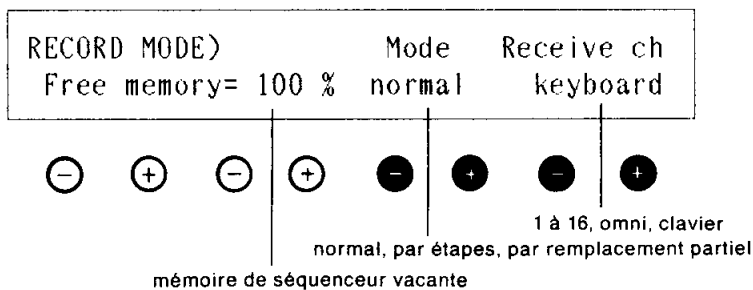 RECORD MODE) Mode Receive ch
Free memory= 100 % normal keyboard
− + − + − + − +
1 à 16, omni, clavier
normal, par étapes, par remplacement partiel
mémoire de séquenceur vacante